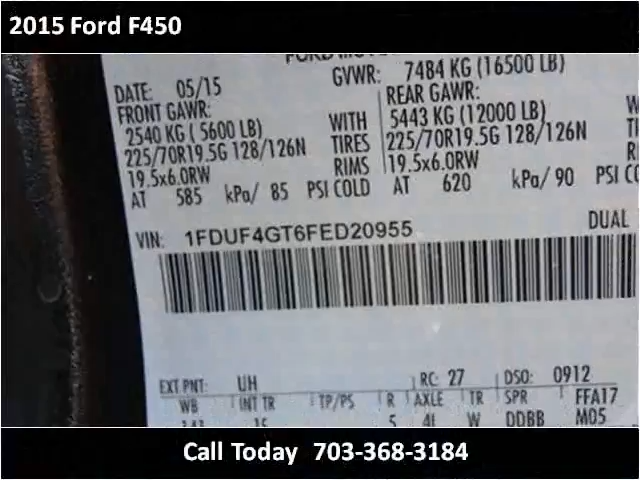 2015 Ford F450
GVWR: 7484 KG (16500 LB)
DATE: 05/15
FRONT GAWR: REAR GAWR:
2540 KG ( 5600 LB) WITH 5443 KG (12000 LB) W
225/70R19.5G 128/126N TIRES 225/70R19.5G 128/126N TI
19.5x6.0RW RIMS 19.5x6.0RW R
AT 585 kPa/ 85 PSI COLD AT 620 kPa/ 90 PSI C
VIN: 1FDUF4GT6FED20955 DUAL
EXT PNT: UH RC: 27 DSO: 0912
WB INT TR TP/PS R AXLE TR SPR FFA17
15 5 4L W DDBB M05
Call Today 703-368-3184